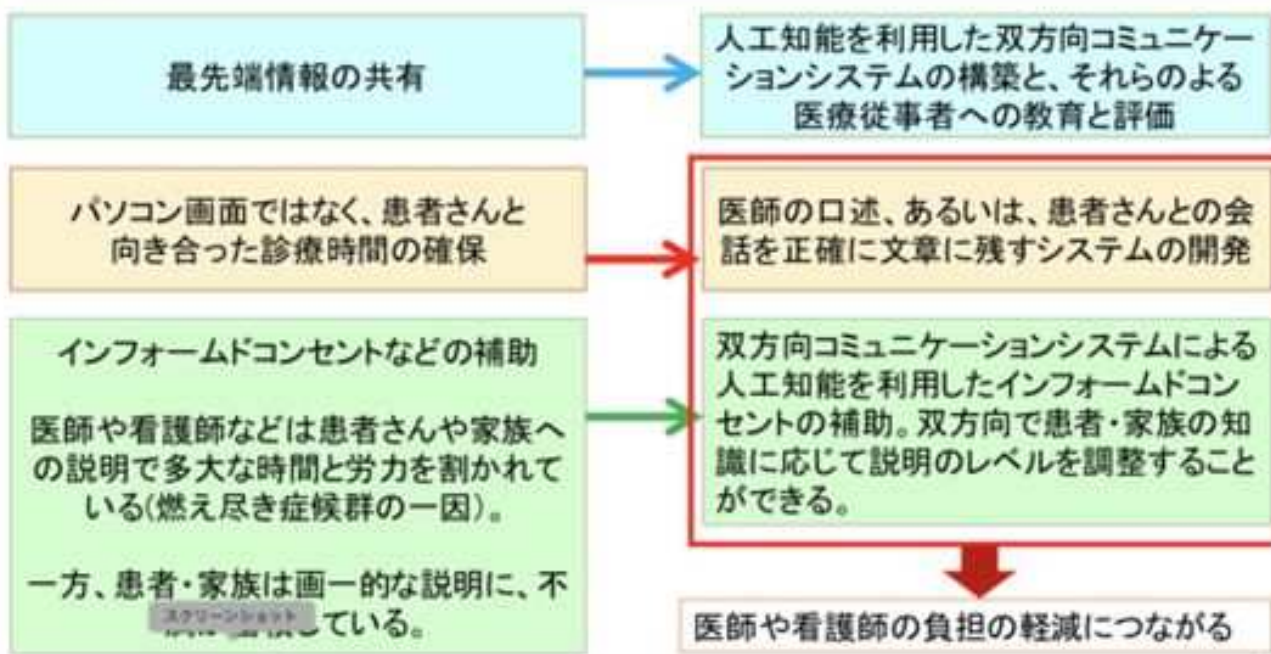 最先端情報の共有
人工知能を利用した双方向コミュニケー
ションシステムの構築と、それらのよる
医療従事者への教育と評価
パソコン画面ではなく、患者さんと
向き合った診療時間の確保
医師の口述、あるいは、患者さんとの会
話を正確に文章に残すシステムの開発
インフォームドコンセントなどの補助
医師や看護師などは患者さんや家族へ
の説明で多大な時間と労力を割かれて
いる(燃え尽き症候群の一因)。
一方、患者・家族は画一的な説明に、不
している。
スクリーンショット
双方向コミュニケーションシステムによる
人工知能を利用したインフォームドコン
セントの補助。双方向で患者・家族の知
識に応じて説明のレベルを調整すること
ができる。
医師や看護師の負担の軽減につながる